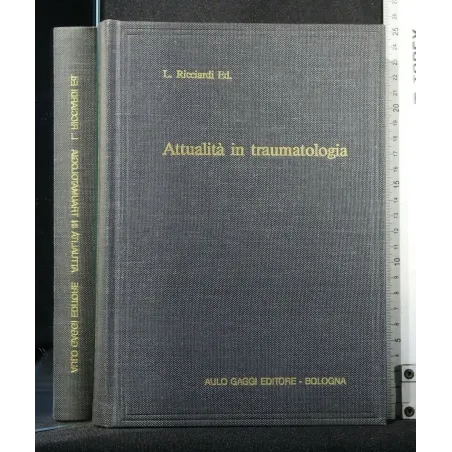 L. Ricciardi Ed.
Attualità in traumatologia
AULO GAGGI EDITORE - BOLOGNA
L. RICCIARDI ED. ATTUALITÀ IN TRAUMATOLOGIA AULO GAGGI EDITORE